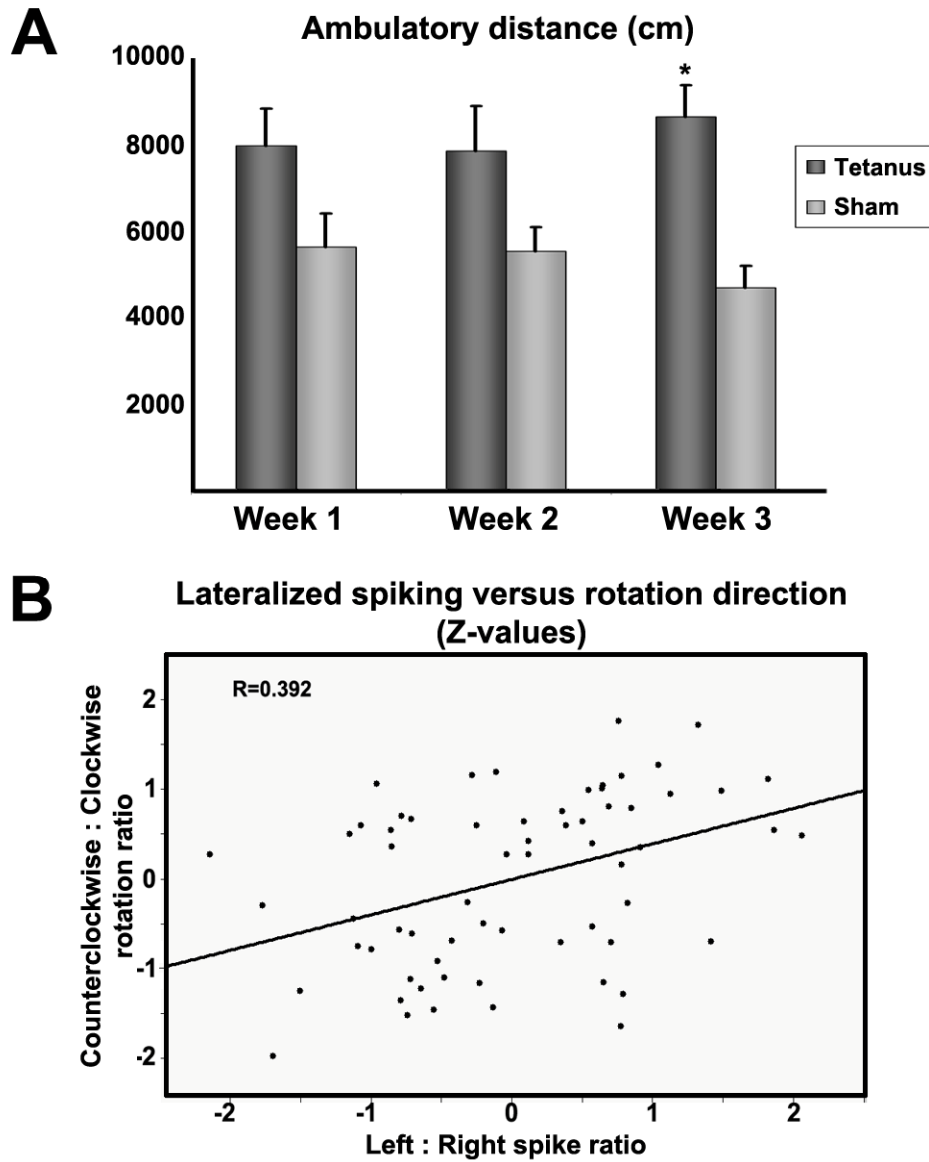 A
Ambulatory distance (cm)
10000
8000
6000
4000
2000
*
Tetanus
Sham
Week 1 Week 2 Week 3
B
Lateralized spiking versus rotation direction
(Z-values)
Counterclockwise : Clockwise
rotation ratio
R=0.392
2
1
0
-1
-2
-2 -1 0 1 2
Left : Right spike ratio